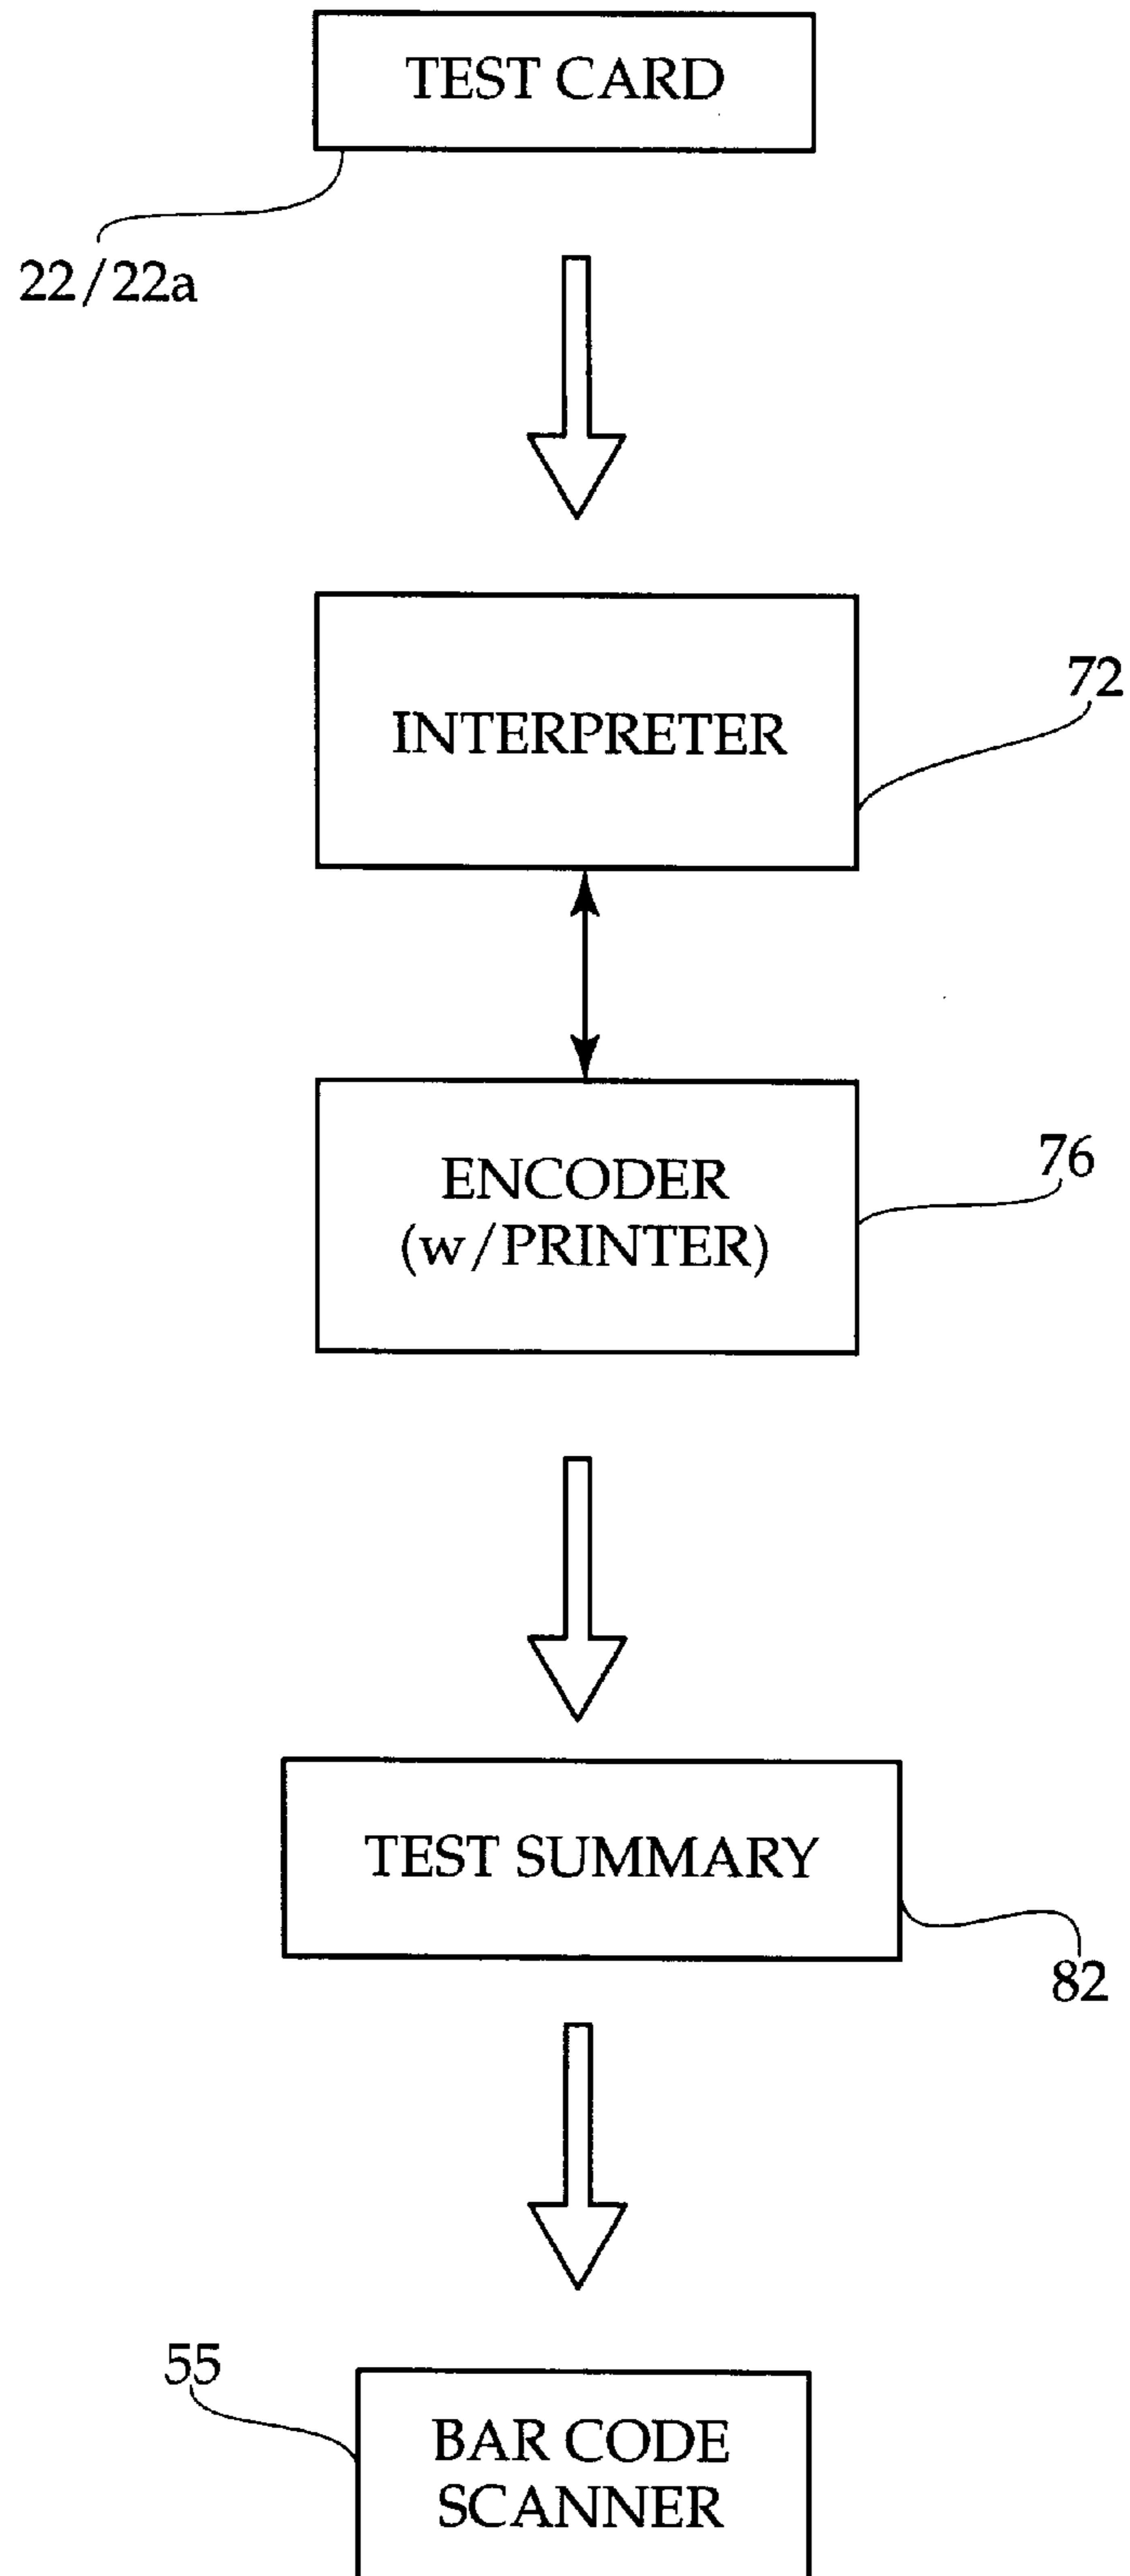 TEST CARD
22/22a
INTERPRETER
72
ENCODER
(w/PRINTER)
76
TEST SUMMARY
82
55
BAR CODE
SCANNER